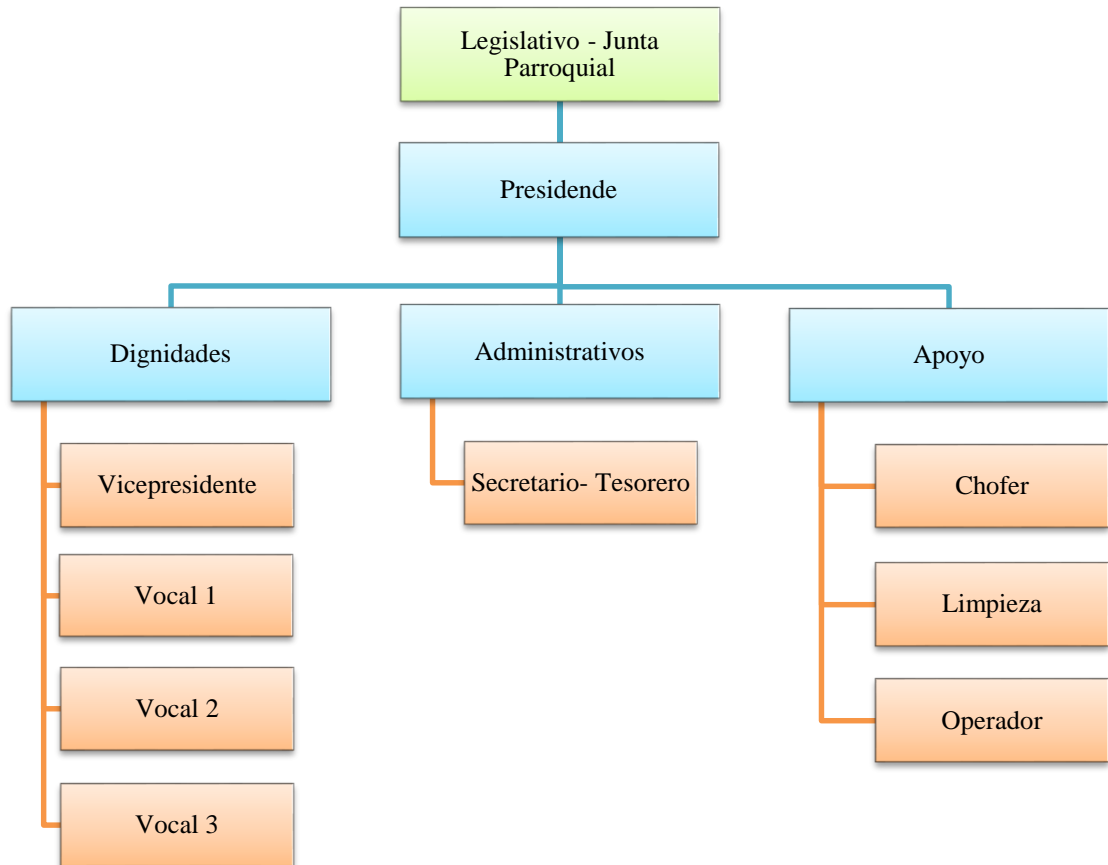 Legislativo - Junta
Parroquial
Presidende
Dignidades
Administrativos
Apoyo
Vicepresidente
Secretario- Tesorero
Chofer
Vocal 1
Limpieza
Vocal 2
Operador
Vocal 3